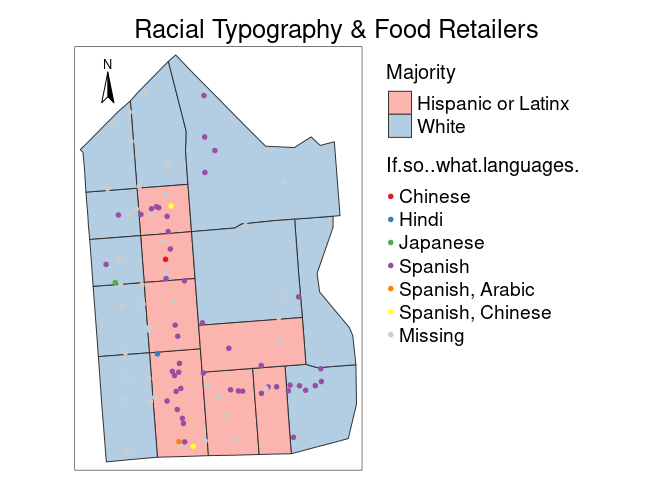 Racial Typography & Food Retailers
N
Majority
Hispanic or Latinx
White
If.so..what.languages.
Chinese
Hindi
Japanese
Spanish
Spanish, Arabic
Spanish, Chinese
Missing